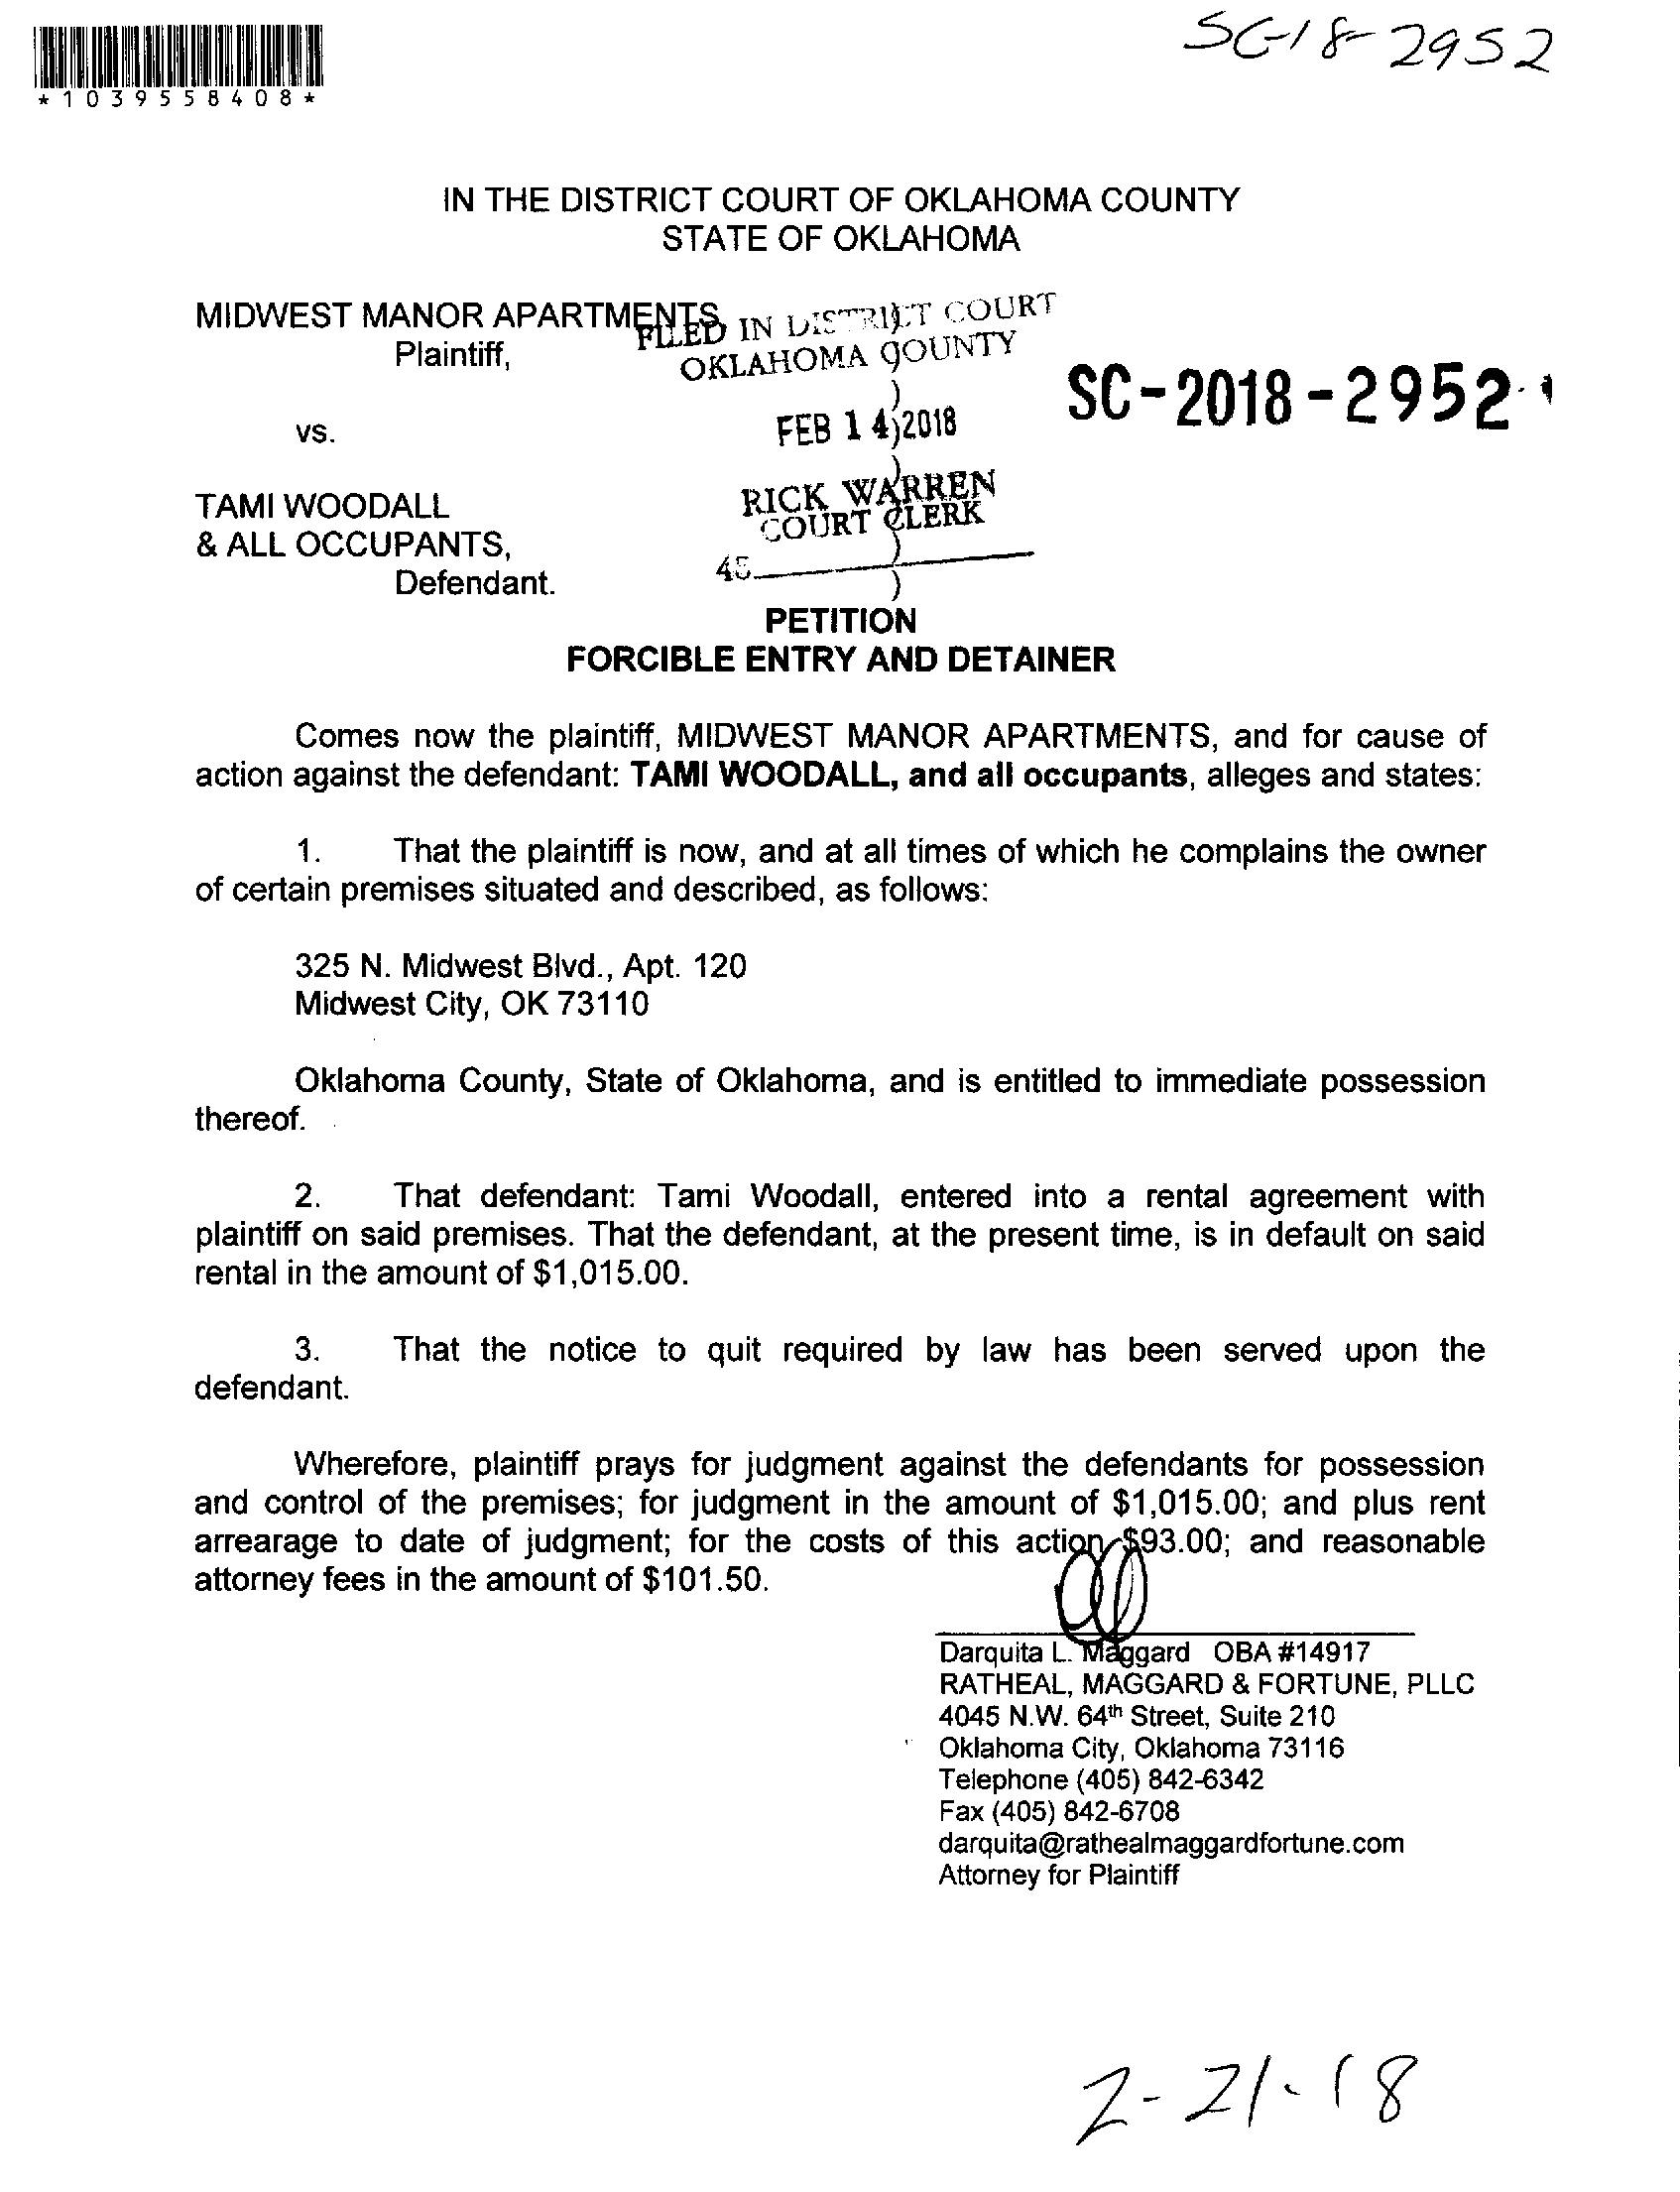 SC-18-2952
*1039558408*
IN THE DISTRICT COURT OF OKLAHOMA COUNTY
STATE OF OKLAHOMA
MIDWEST MANOR APARTMENTS,
Plaintiff,
FILED IN DISTRICT COURT
OKLAHOMA COUNTY
)
SC-2018-2952
vs.
FEB 14 2018
)
)
TAMI WOODALL
RICK WARREN
COURT CLERK
& ALL OCCUPANTS,
)
45
Defendant.
)
PETITION
FORCIBLE ENTRY AND DETAINER
Comes now the plaintiff, MIDWEST MANOR APARTMENTS, and for cause of
action against the defendant: TAMI WOODALL, and all occupants, alleges and states:
1. That the plaintiff is now, and at all times of which he complains the owner
of certain premises situated and described, as follows:
325 N. Midwest Blvd., Apt. 120
Midwest City, OK 73110
Oklahoma County, State of Oklahoma, and is entitled to immediate possession
thereof.
2. That defendant: Tami Woodall, entered into a rental agreement with
plaintiff on said premises. That the defendant, at the present time, is in default on said
rental in the amount of $1,015.00.
3. That the notice to quit required by law has been served upon the
defendant.
Wherefore, plaintiff prays for judgment against the defendants for possession
and control of the premises; for judgment in the amount of $1,015.00; and plus rent
arrearage to date of judgment; for the costs of this action $93.00; and reasonable
attorney fees in the amount of $101.50.
Darquita L. Maggard OBA #14917
RATHEAL, MAGGARD & FORTUNE, PLLC
4045 N.W. 64th Street, Suite 210
Oklahoma City, Oklahoma 73116
Telephone (405) 842-6342
Fax (405) 842-6708
darquita@rathealmaggardfortune.com
Attorney for Plaintiff
2-21-18